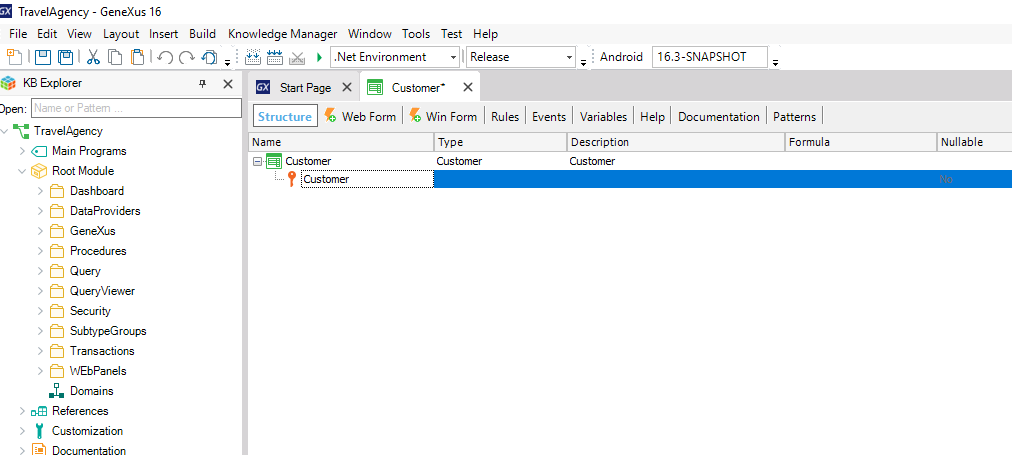 GX TravelAgency - GeneXus 16
File Edit View Layout Insert Build Knowledge Manager Window Tools Test Help
.Net Environment Release Android 16.3-SNAPSHOT
KB Explorer
GX Start Page Customer*
Open: Name or Pattern ...
Structure Web Form Win Form Rules Events Variables Help Documentation Patterns
TravelAgency
Main Programs
Root Module
Dashboard
DataProviders
GeneXus
Procedures
Query
QueryViewer
Security
SubtypeGroups
Transactions
WEbPanels
Domains
References
Customization
Documentation
Name Type Description Formula Nullable
Customer Customer Customer
Customer No